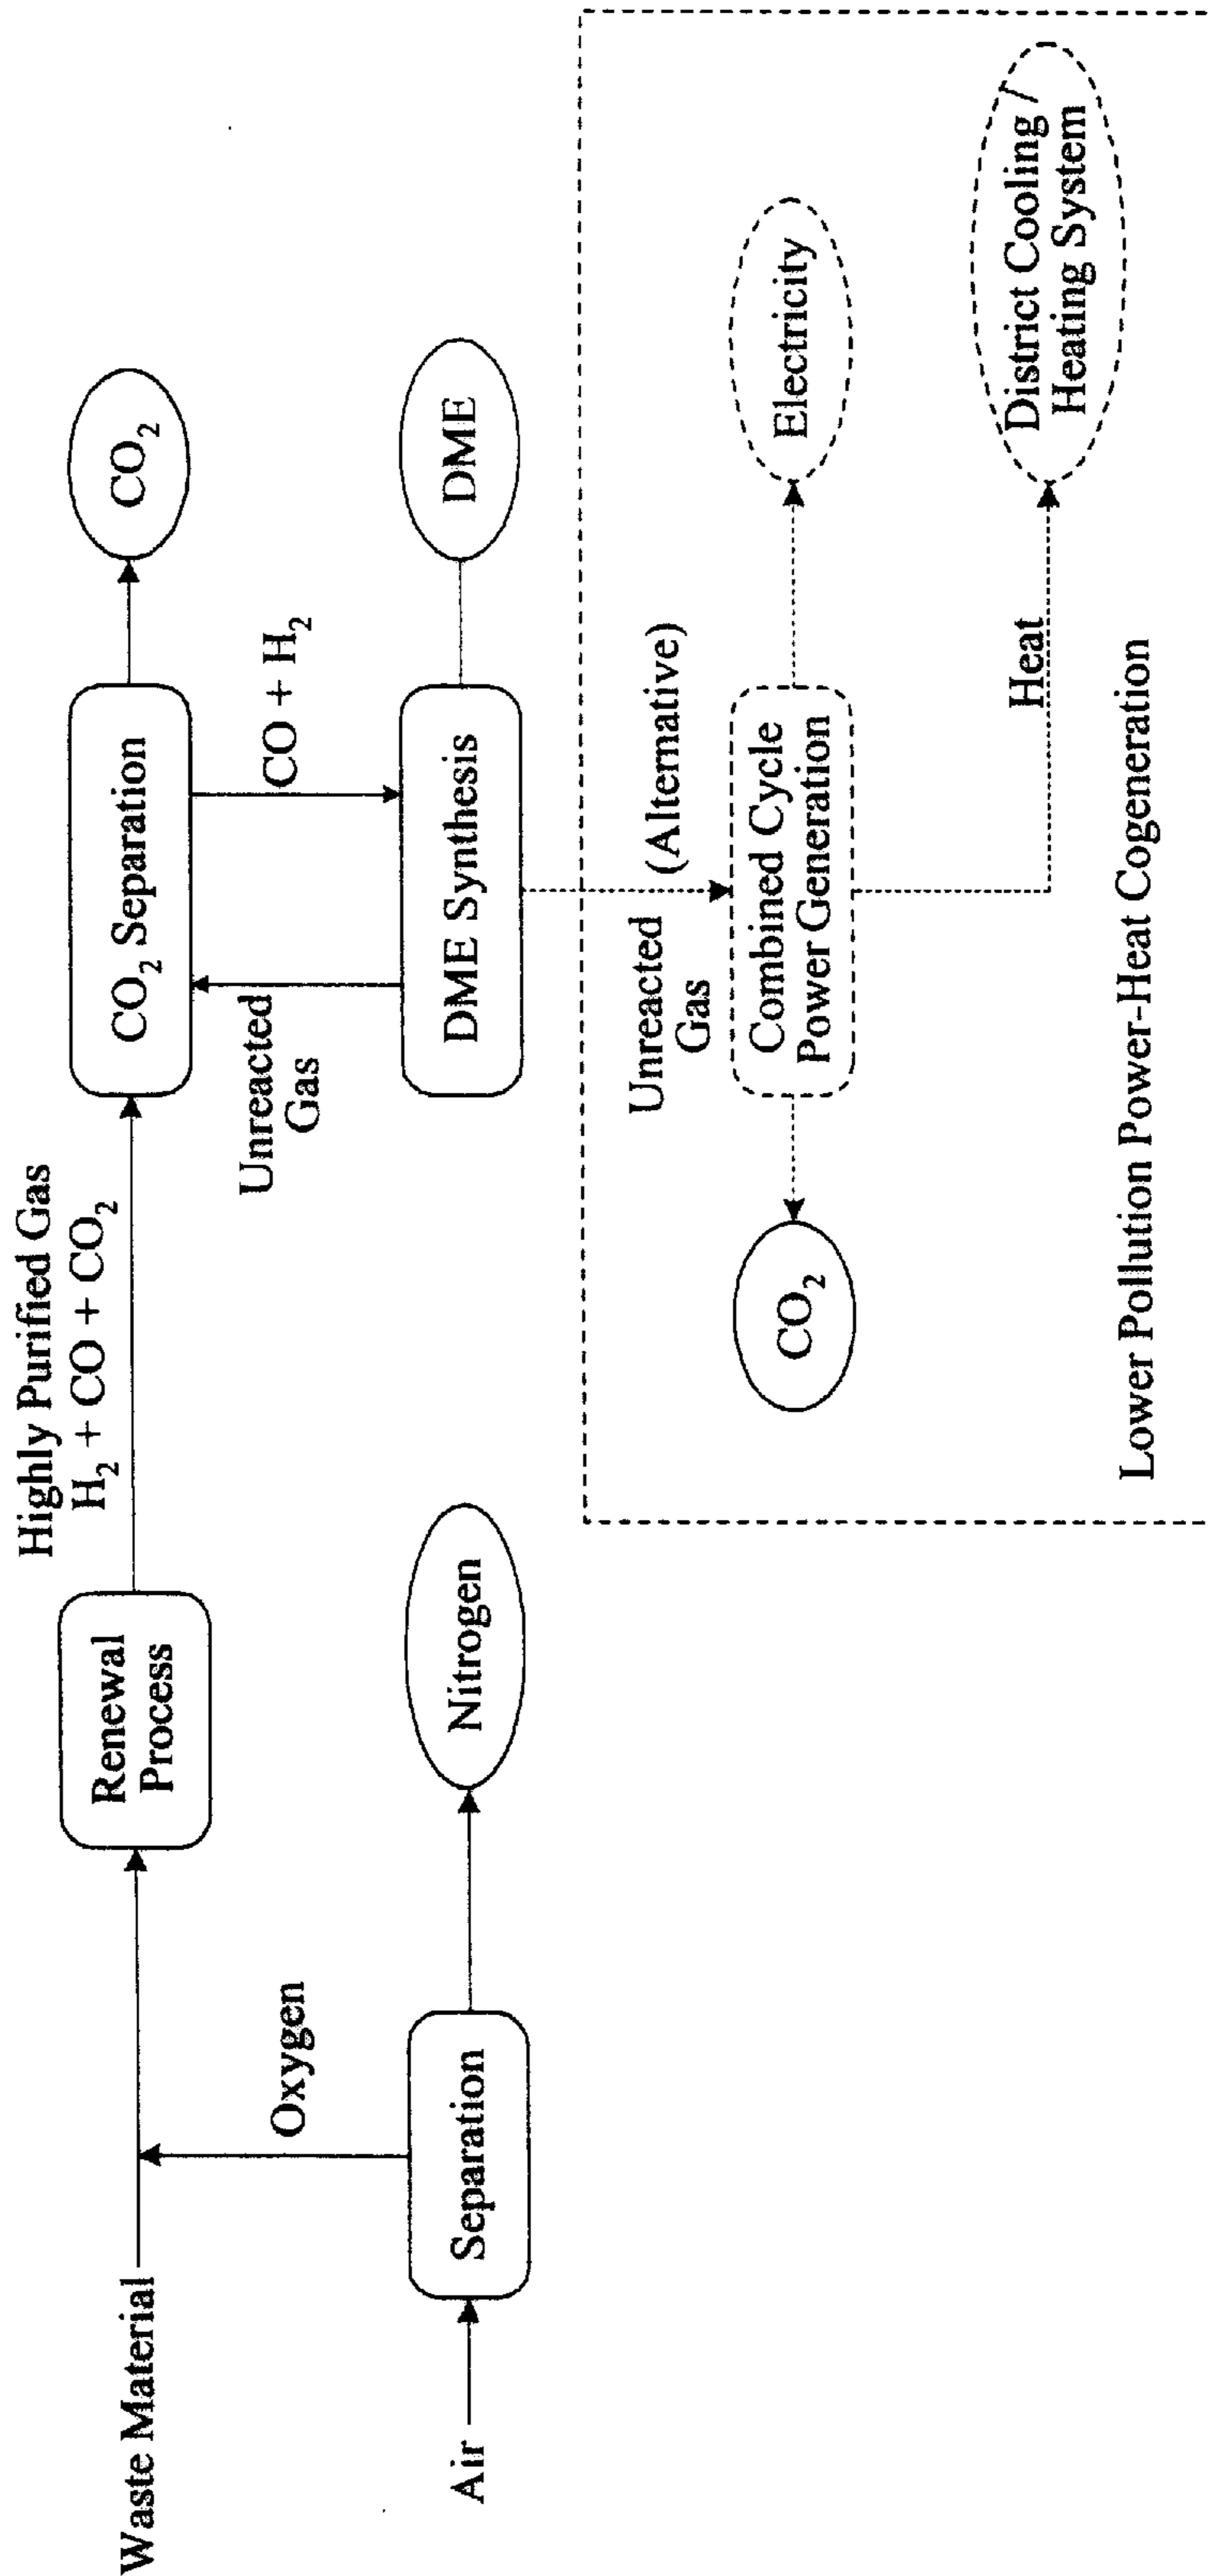 Waste Material
Renewal
Process
Highly Purified Gas
H₂ + CO + CO₂
CO₂ Separation
CO₂
Oxygen
Unreacted
Gas
CO + H₂
Air
Separation
Nitrogen
DME Synthesis
DME
Unreacted
Gas
(Alternative)
CO₂
Combined Cycle
Power Generation
Electricity
Heat
District Cooling /
Heating System
Lower Pollution Power-Heat Cogeneration